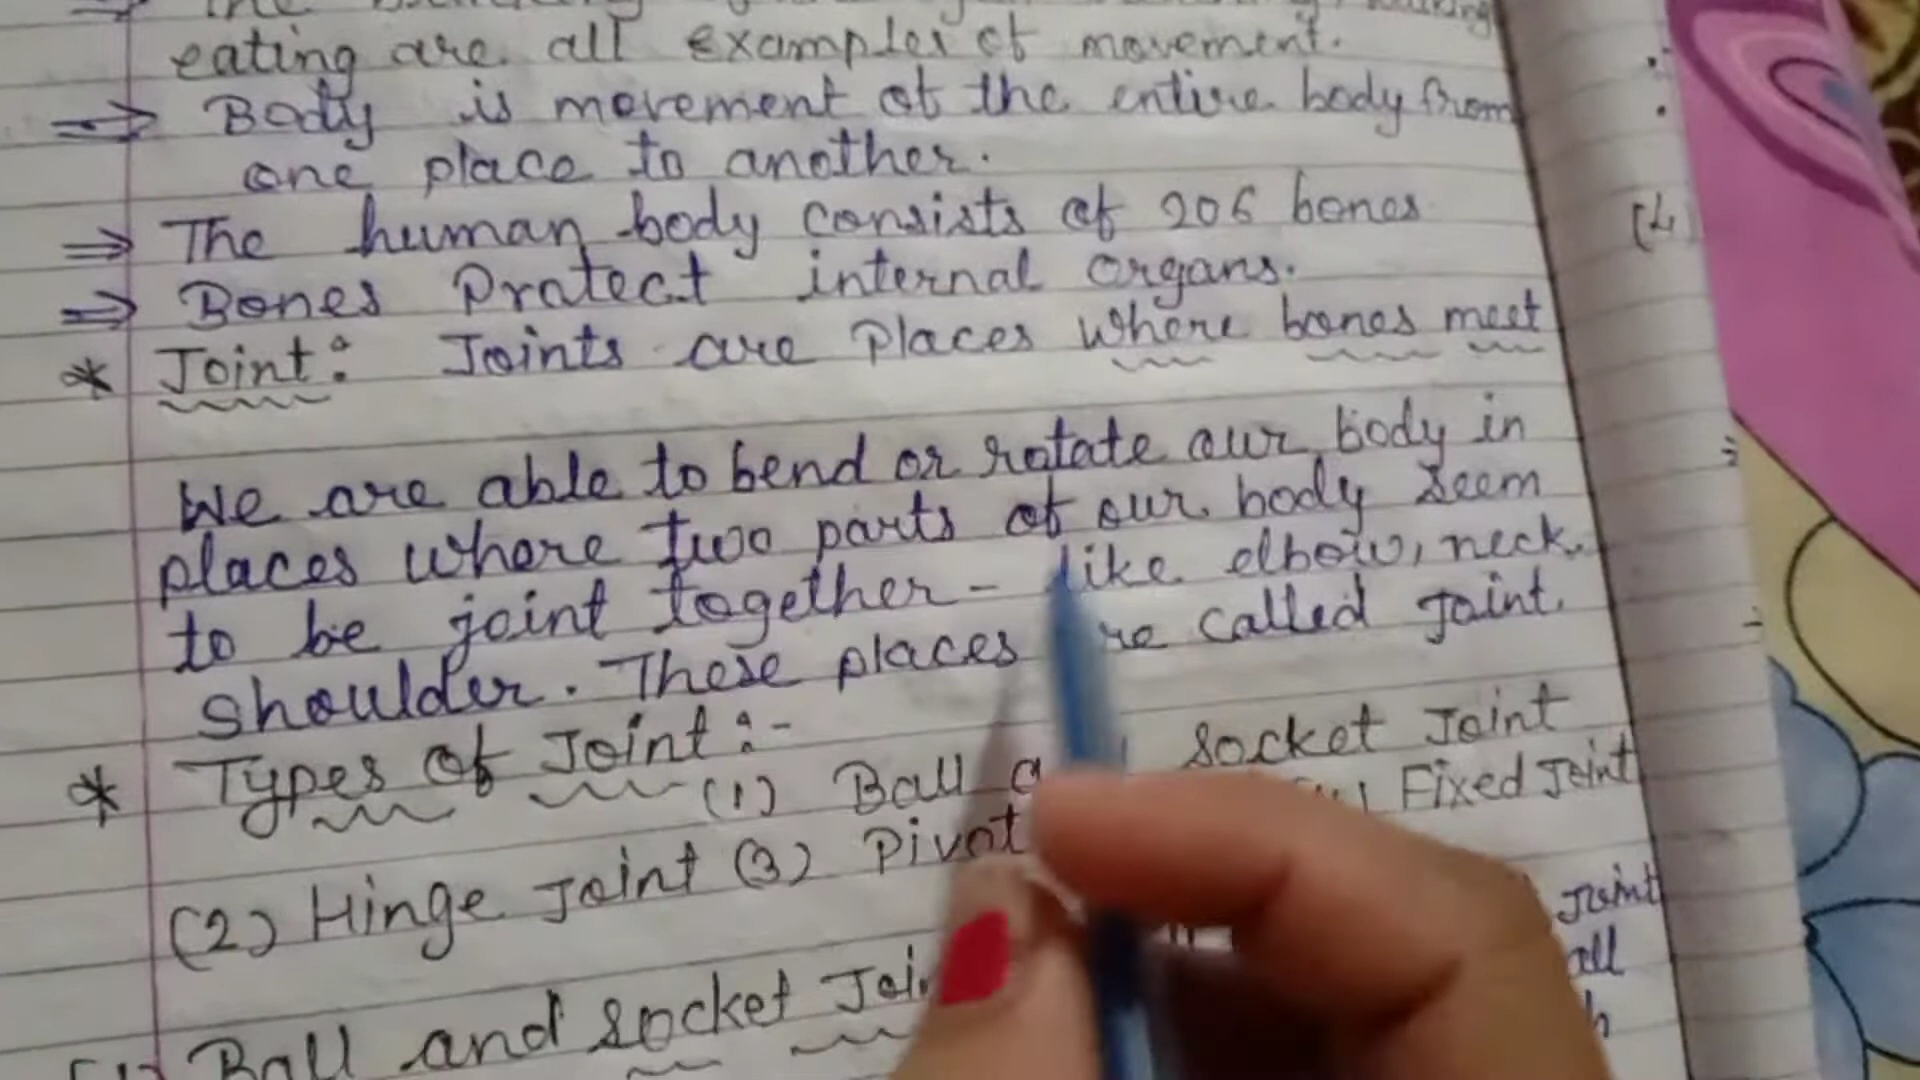 eating are all Examples of movement.
⇒ Body is movement of the entire body from
one place to another.
⇒ The human body consists of 206 bones
⇒ Bones Protect internal organs.
* Joint: Joints are Places where bones meet
We are able to bend or rotate our body in
places where two parts of our body seem
to be joint together - like elbow, neck.
shoulder. These places are called Joint.
* Types of Joint :-
(1) Ball socket Joint
(2) Hinge Joint (3) Pivot Fixed Joint
Joint
all
Ball and socket